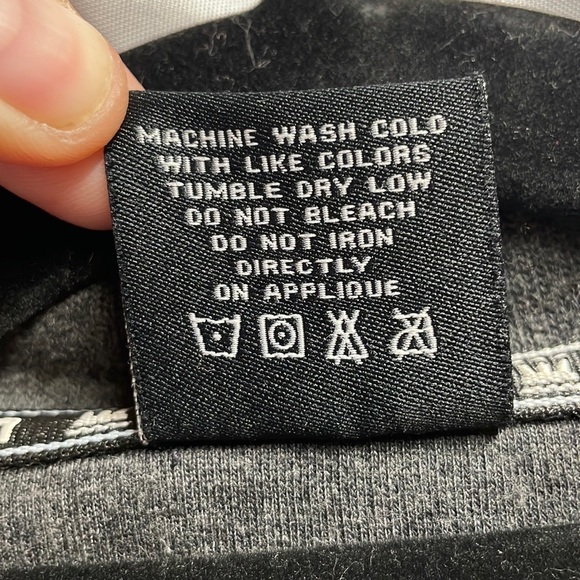 MACHINE WASH COLD
WITH LIKE COLORS
TUMBLE DRY LOW
DO NOT BLEACH
DO NOT IRON
DIRECTLY
ON APPLIQUE